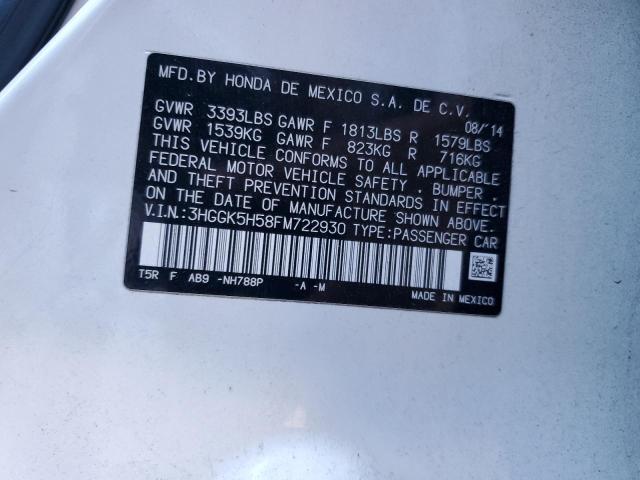 MFD.BY HONDA DE MEXICO S.A. DE C.V.
08/'14
GVWR 3393LBS GAWR F 1813LBS R 1579LBS
GVWR 1539KG GAWR F 823KG R 716KG
THIS VEHICLE CONFORMS TO ALL APPLICABLE
FEDERAL MOTOR VEHICLE SAFETY . BUMPER .
AND THEFT PREVENTION STANDARDS IN EFFECT
ON THE DATE OF MANUFACTURE SHOWN ABOVE.
V.I.N.:3HGGK5H58FM722930 TYPE:PASSENGER CAR
T5R F AB9 -NH788P -A -M
MADE IN MEXICO